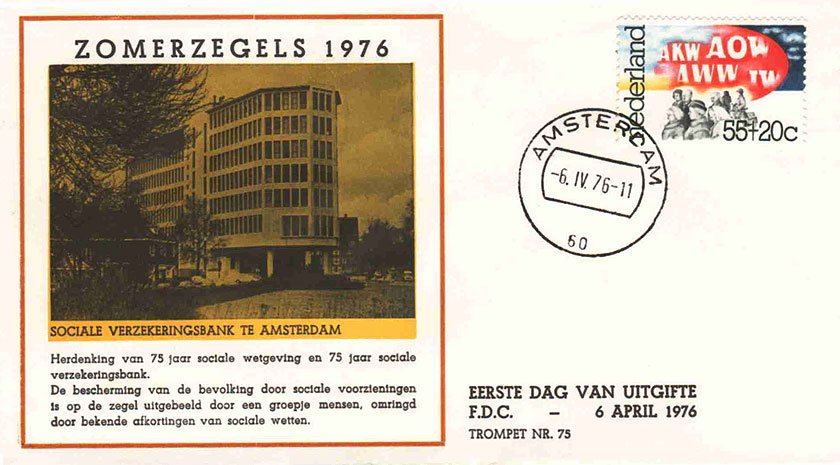 ZOMERZEGELS 1976
SOCIALE VERZEKERINGSBANK TE AMSTERDAM
Herdenking van 75 jaar sociale wetgeving en 75 jaar sociale
verzekeringsbank.
De bescherming van de bevolking door sociale voorzieningen
is op de zegel uitgebeeld door een groepje mensen, omringd
door bekende afkortingen van sociale wetten.
nederland
AKW AOW
AWW IW
55+20c
AMSTERDAM
-6.IV.76-11
60
EERSTE DAG VAN UITGIFTE
F.D.C. – 6 APRIL 1976
TROMPET NR. 75